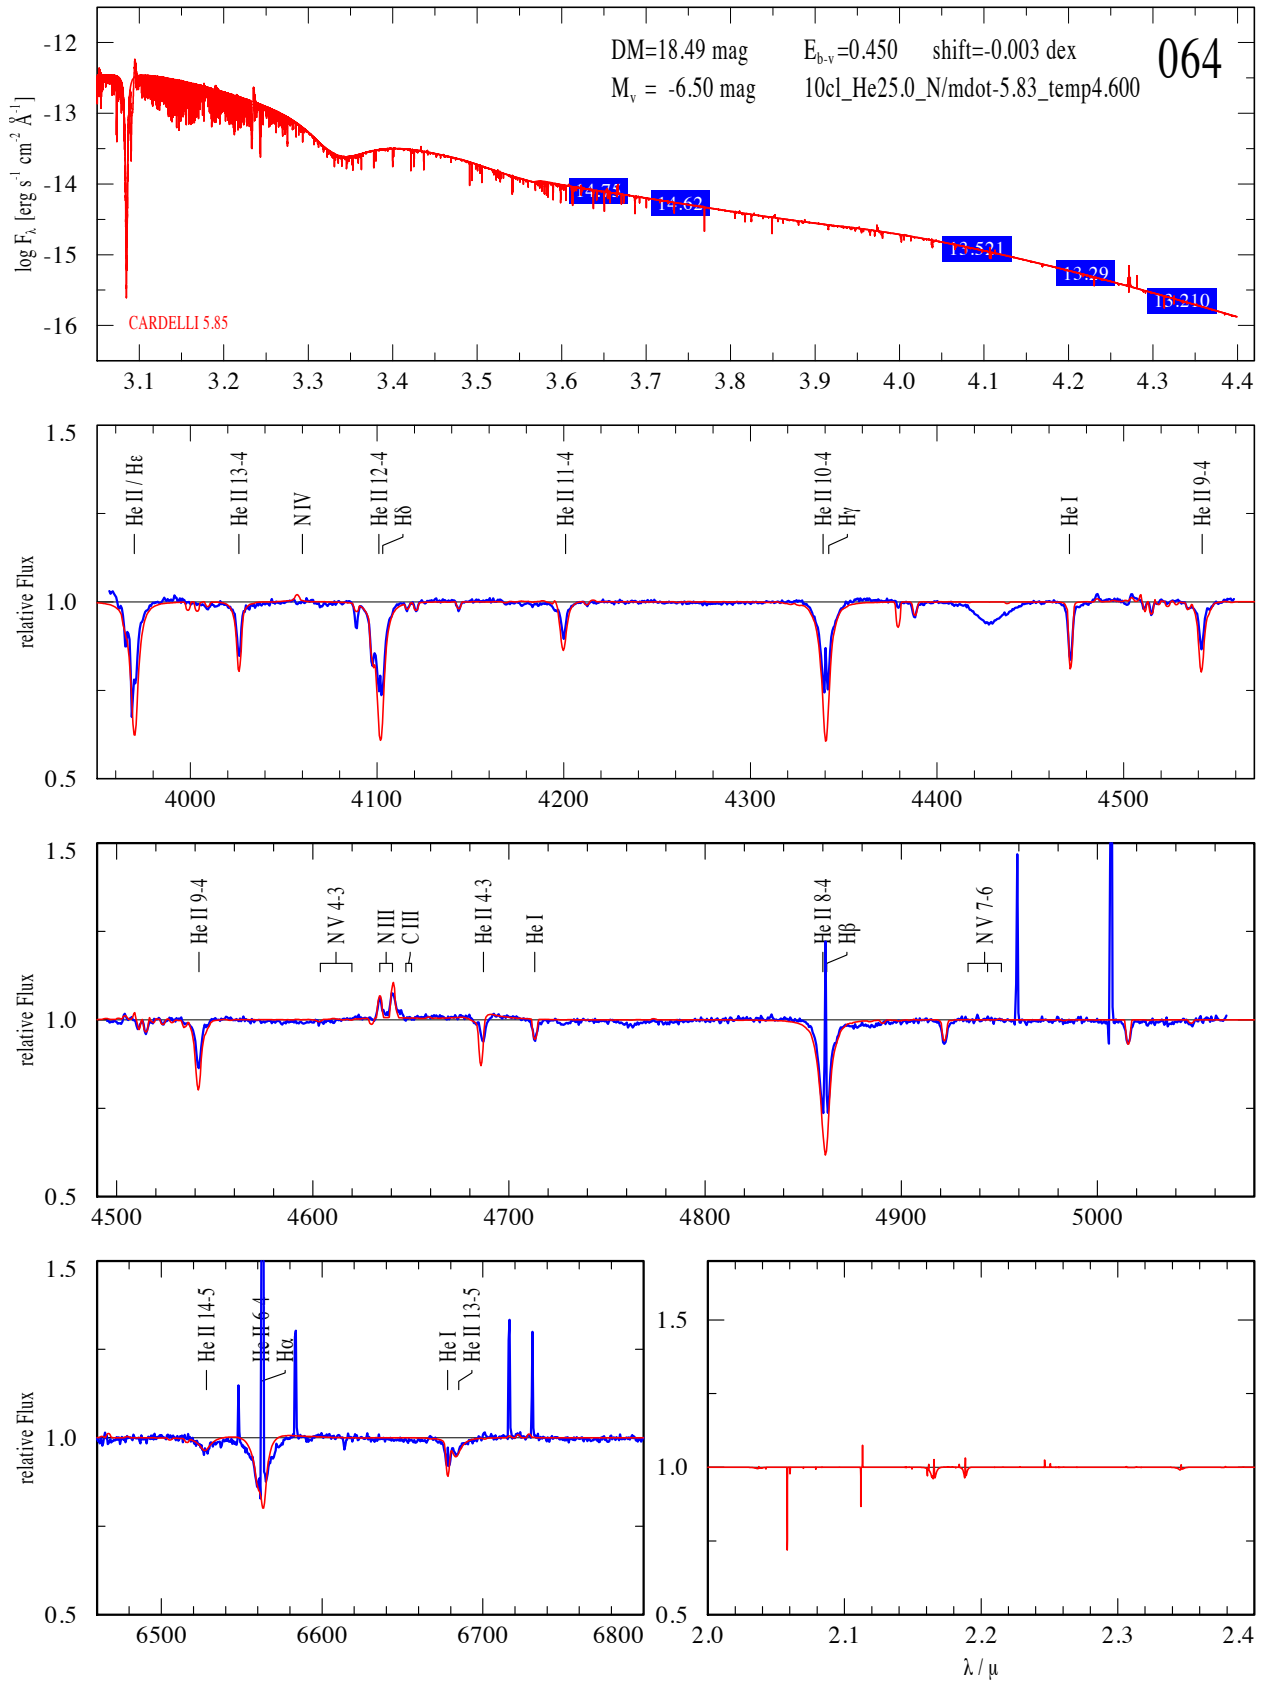 DM=18.49 mag E_b-v=0.450 shift=-0.003 dex 064
M_v = -6.50 mag 10cl_He25.0_N/mdot-5.83_temp4.600
log F_λ [erg s⁻¹ cm⁻² Å⁻¹]
-12
-13
-14
-15
-16
14.75
14.62
13.521
13.29
13.210
CARDELLI 5.85
3.1 3.2 3.3 3.4 3.5 3.6 3.7 3.8 3.9 4.0 4.1 4.2 4.3 4.4
relative Flux
1.5
1.0
0.5
He II / Hε
He II 13-4
N IV
He II 12-4
Hδ
He II 11-4
He II 10-4
Hγ
He I
He II 9-4
4000 4100 4200 4300 4400 4500
relative Flux
1.5
1.0
0.5
He II 9-4
N V 4-3
N III
C III
He II 4-3
He I
He II 8-4
Hβ
N V 7-6
4500 4600 4700 4800 4900 5000
relative Flux
1.5
1.0
0.5
He II 14-5
He II 6-4
Hα
He I
He II 13-5
6500 6600 6700 6800
1.5
1.0
0.5
2.0 2.1 2.2 2.3 2.4
λ / μ